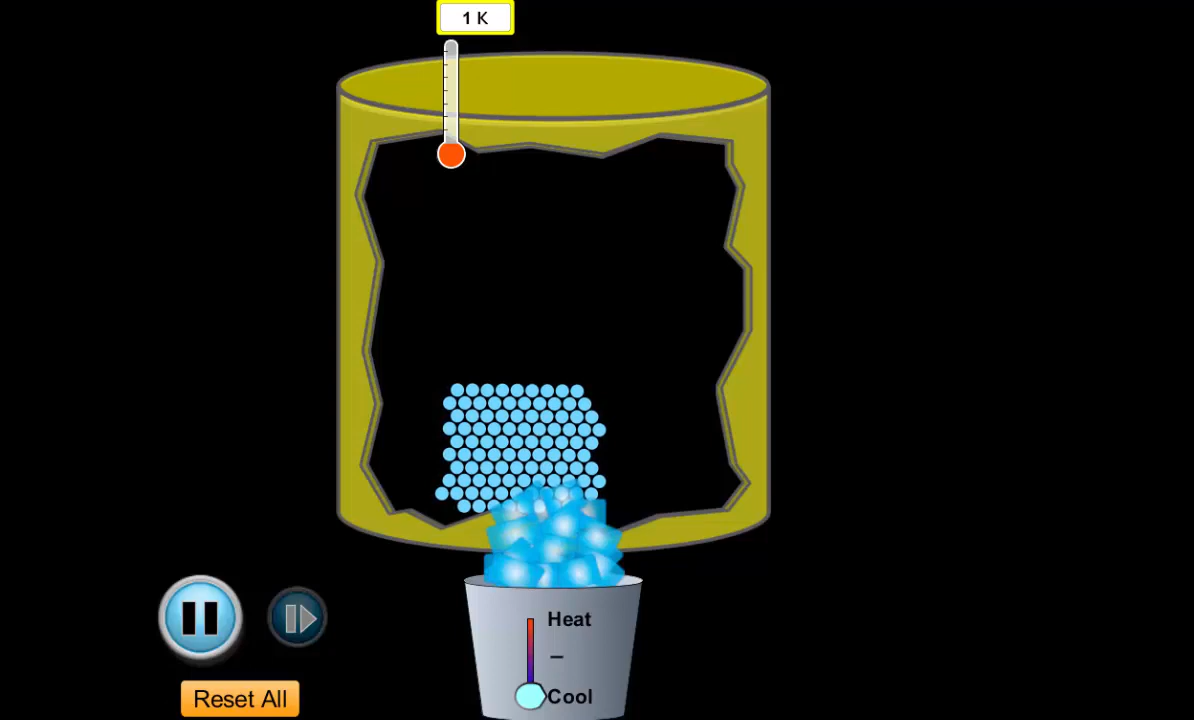 1 K
Heat
–
Cool
Reset All